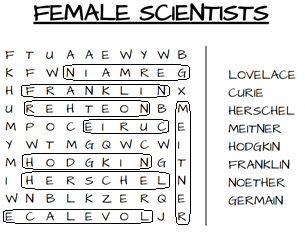 FEMALE SCIENTISTS
F T U A A E W Y W B
K F W N I A M R E G
H F R A N K L I N X
U R E H T E O N B M
M P O C E I R U C E
Y W T M G Q W C W I
M H O D G K I N G T
I H E R S C H E L N
W N B L K Z E R Q E
E C A L E V O L J R
LOVELACE
CURIE
HERSCHEL
MEITNER
HODGKIN
FRANKLIN
NOETHER
GERMAIN